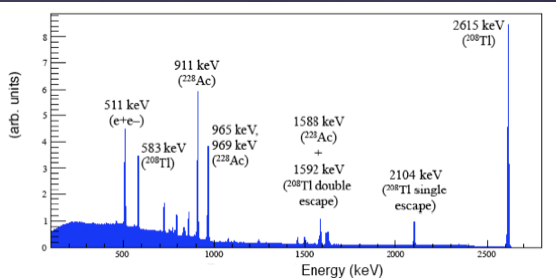 2615 keV
(²⁰⁸Tl)
911 keV
(²²⁸Ac)
511 keV
(e+e–)
583 keV
(²⁰⁸Tl)
965 keV,
969 keV
(²²⁸Ac)
1588 keV
(²²⁸Ac)
+
1592 keV
(²⁰⁸Tl double
escape)
2104 keV
(²⁰⁸Tl single
escape)
(arb. units)
8
7
6
5
4
3
2
1
0
500
1000
1500
2000
2500
Energy (keV)